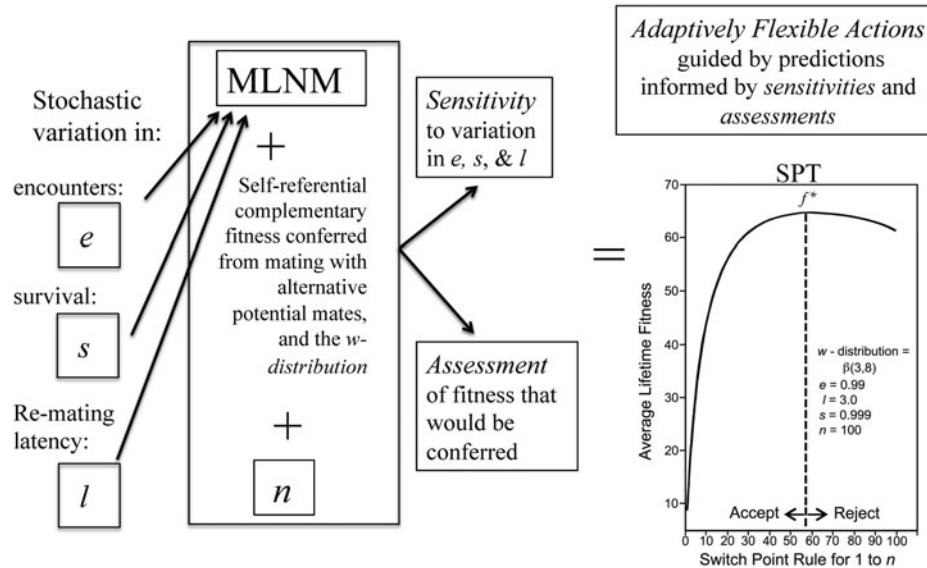 Stochastic
variation in:
encounters:
e
survival:
s
Re-mating
latency:
l
MLNM
+
Self-referential
complementary
fitness conferred
from mating with
alternative
potential mates,
and the w-
distribution
+
n
Sensitivity
to variation
in e, s, & l
Assessment
of fitness that
would be
conferred
=
Adaptively Flexible Actions
guided by predictions
informed by sensitivities and
assessments
SPT
f*
Average Lifetime Fitness
70
60
50
40
30
20
10
w - distribution =
β(3,8)
e = 0.99
l = 3.0
s = 0.999
n = 100
Accept Reject
0 10 20 30 40 50 60 70 80 90 100
Switch Point Rule for 1 to n